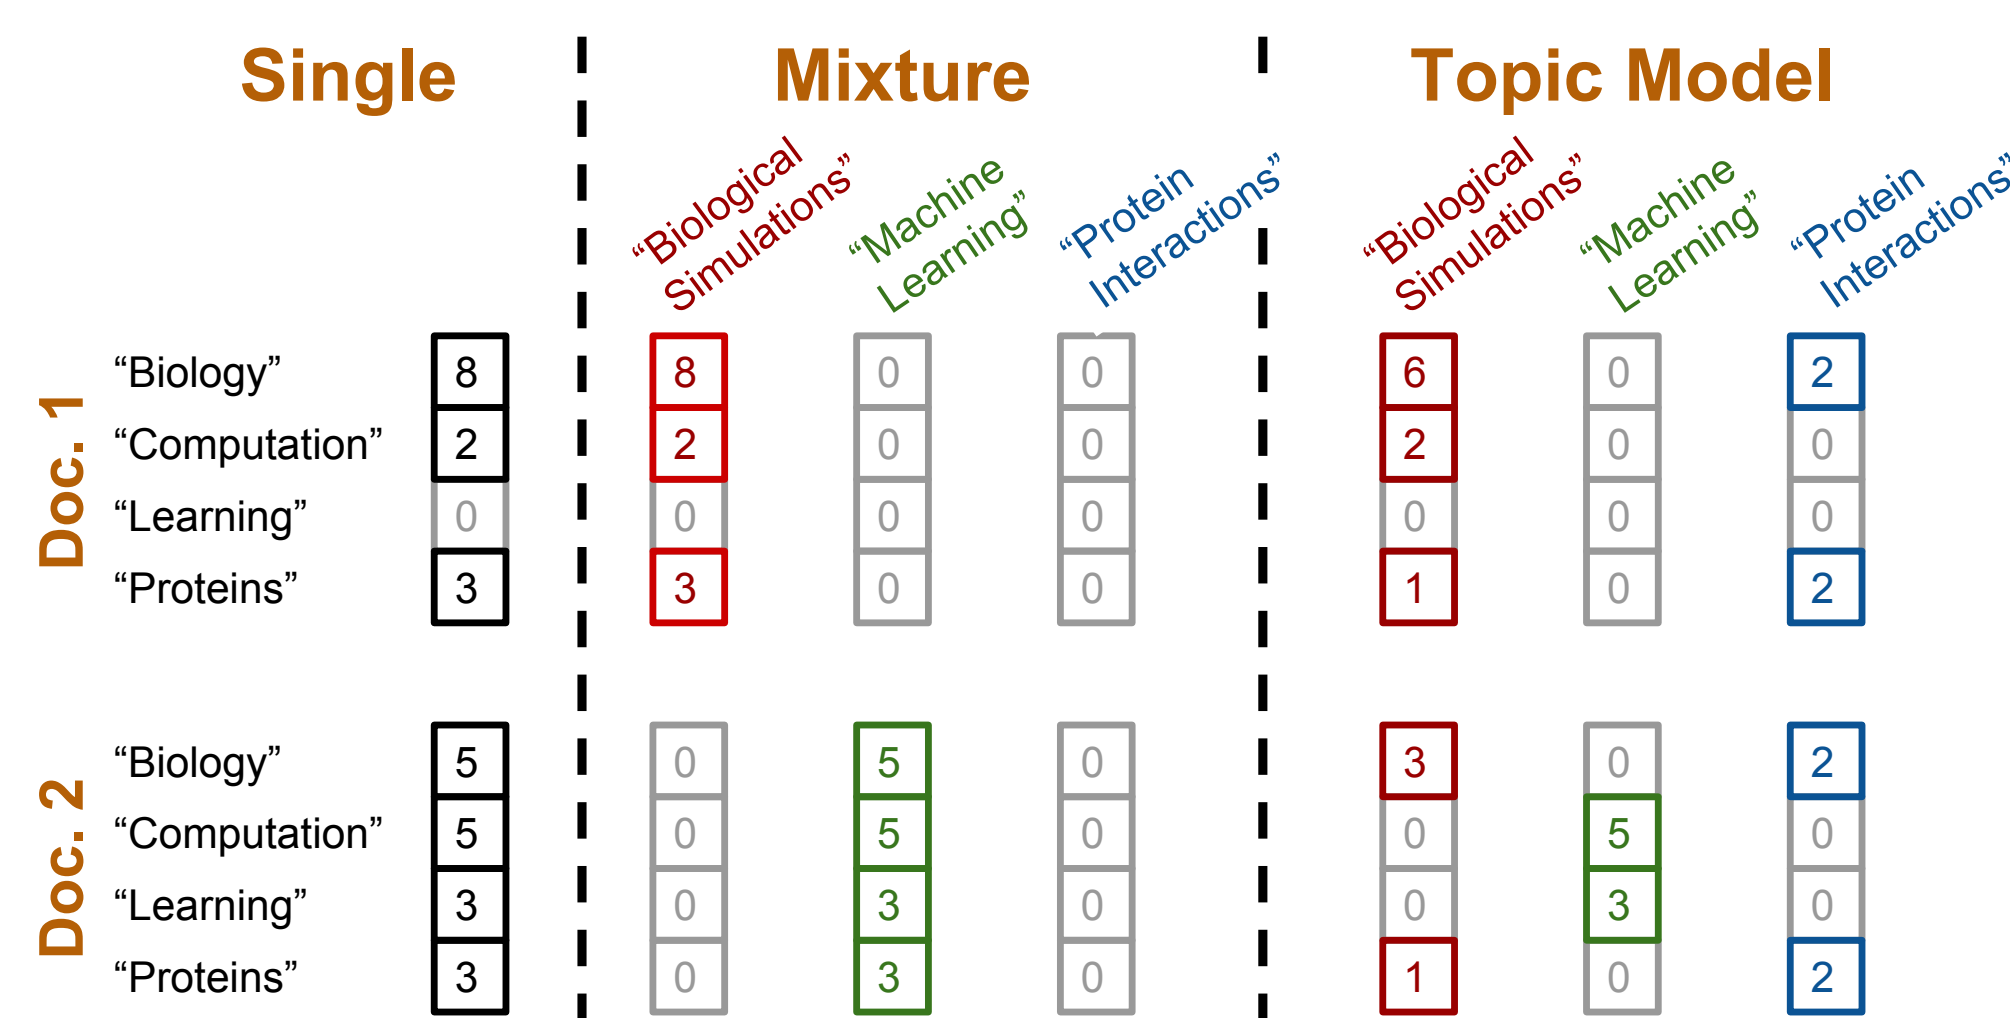 Single Mixture Topic Model
“Biological Simulations” “Machine Learning” “Protein Interactions” “Biological Simulations” “Machine Learning” “Protein Interactions”
Doc. 1
“Biology” 8 8 0 0 6 0 2
“Computation” 2 2 0 0 2 0 0
“Learning” 0 0 0 0 0 0 0
“Proteins” 3 3 0 0 1 0 2
Doc. 2
“Biology” 5 0 5 0 3 0 2
“Computation” 5 0 5 0 0 5 0
“Learning” 3 0 3 0 0 3 0
“Proteins” 3 0 3 0 1 0 2